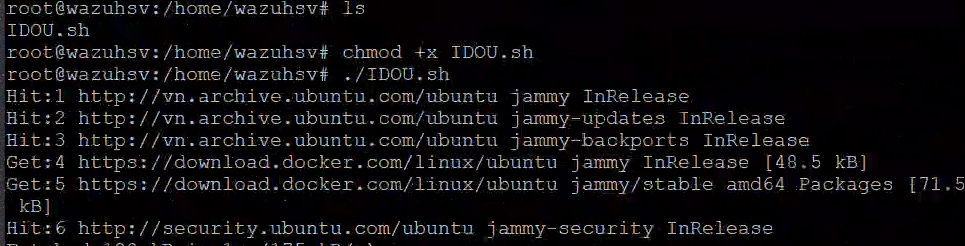 root@wazuhsv:/home/wazuhsv# ls
IDOU.sh
root@wazuhsv:/home/wazuhsv# chmod +x IDOU.sh
root@wazuhsv:/home/wazuhsv# ./IDOU.sh
Hit:1 http://vn.archive.ubuntu.com/ubuntu jammy InRelease
Hit:2 http://vn.archive.ubuntu.com/ubuntu jammy-updates InRelease
Hit:3 http://vn.archive.ubuntu.com/ubuntu jammy-backports InRelease
Get:4 https://download.docker.com/linux/ubuntu jammy InRelease [48.5 kB]
Get:5 https://download.docker.com/linux/ubuntu jammy/stable amd64 Packages [71.5
kB]
Hit:6 http://security.ubuntu.com/ubuntu jammy-security InRelease